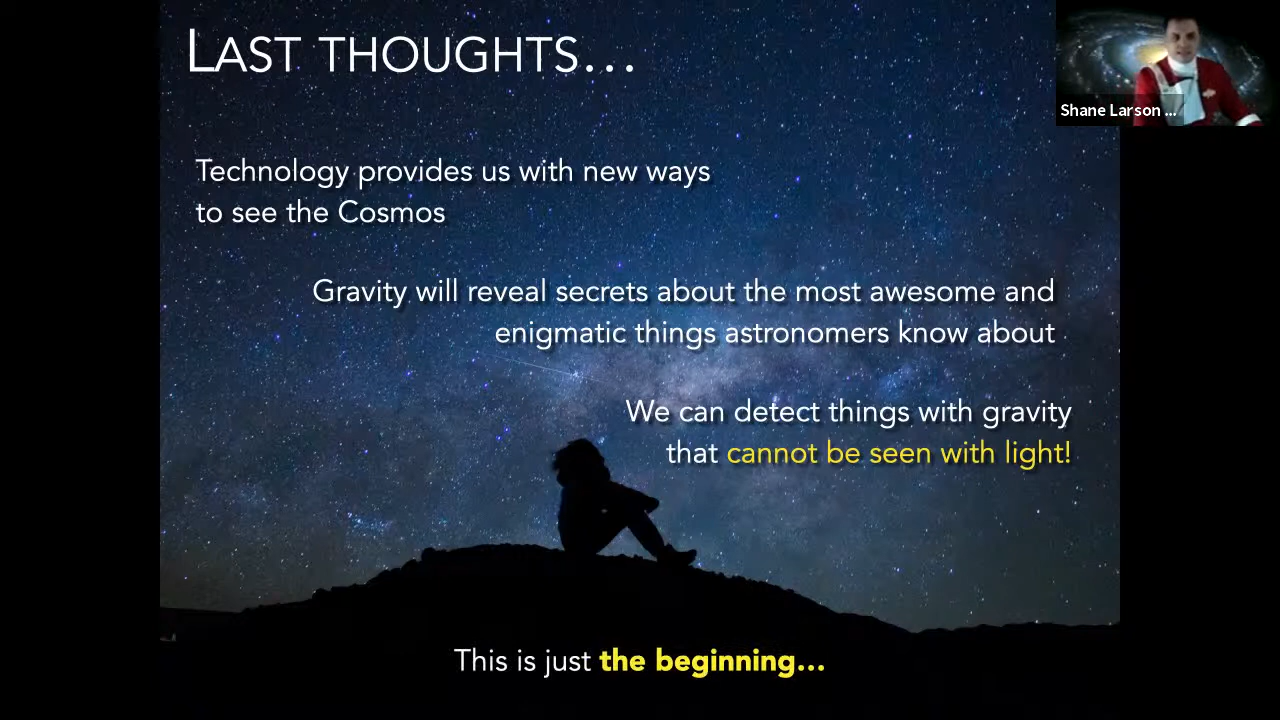 LAST THOUGHTS...
Shane Larson ...
Technology provides us with new ways
to see the Cosmos
Gravity will reveal secrets about the most awesome and
enigmatic things astronomers know about
We can detect things with gravity
that cannot be seen with light!
This is just the beginning...